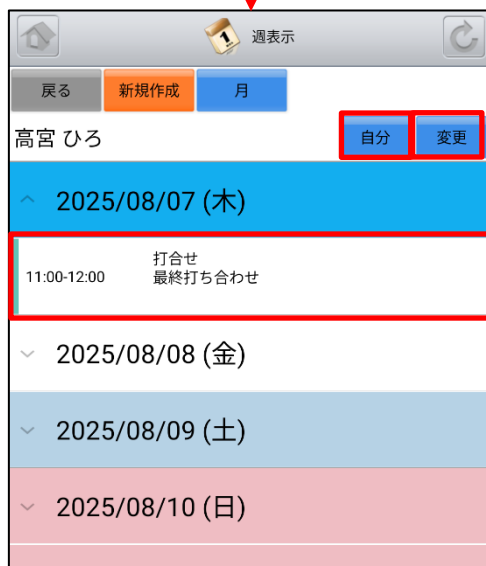 1 週表示
戻る 新規作成 月
高宮 ひろ 自分 変更
2025/08/07 (木)
打合せ
11:00-12:00 最終打ち合わせ
2025/08/08 (金)
2025/08/09 (土)
2025/08/10 (日)